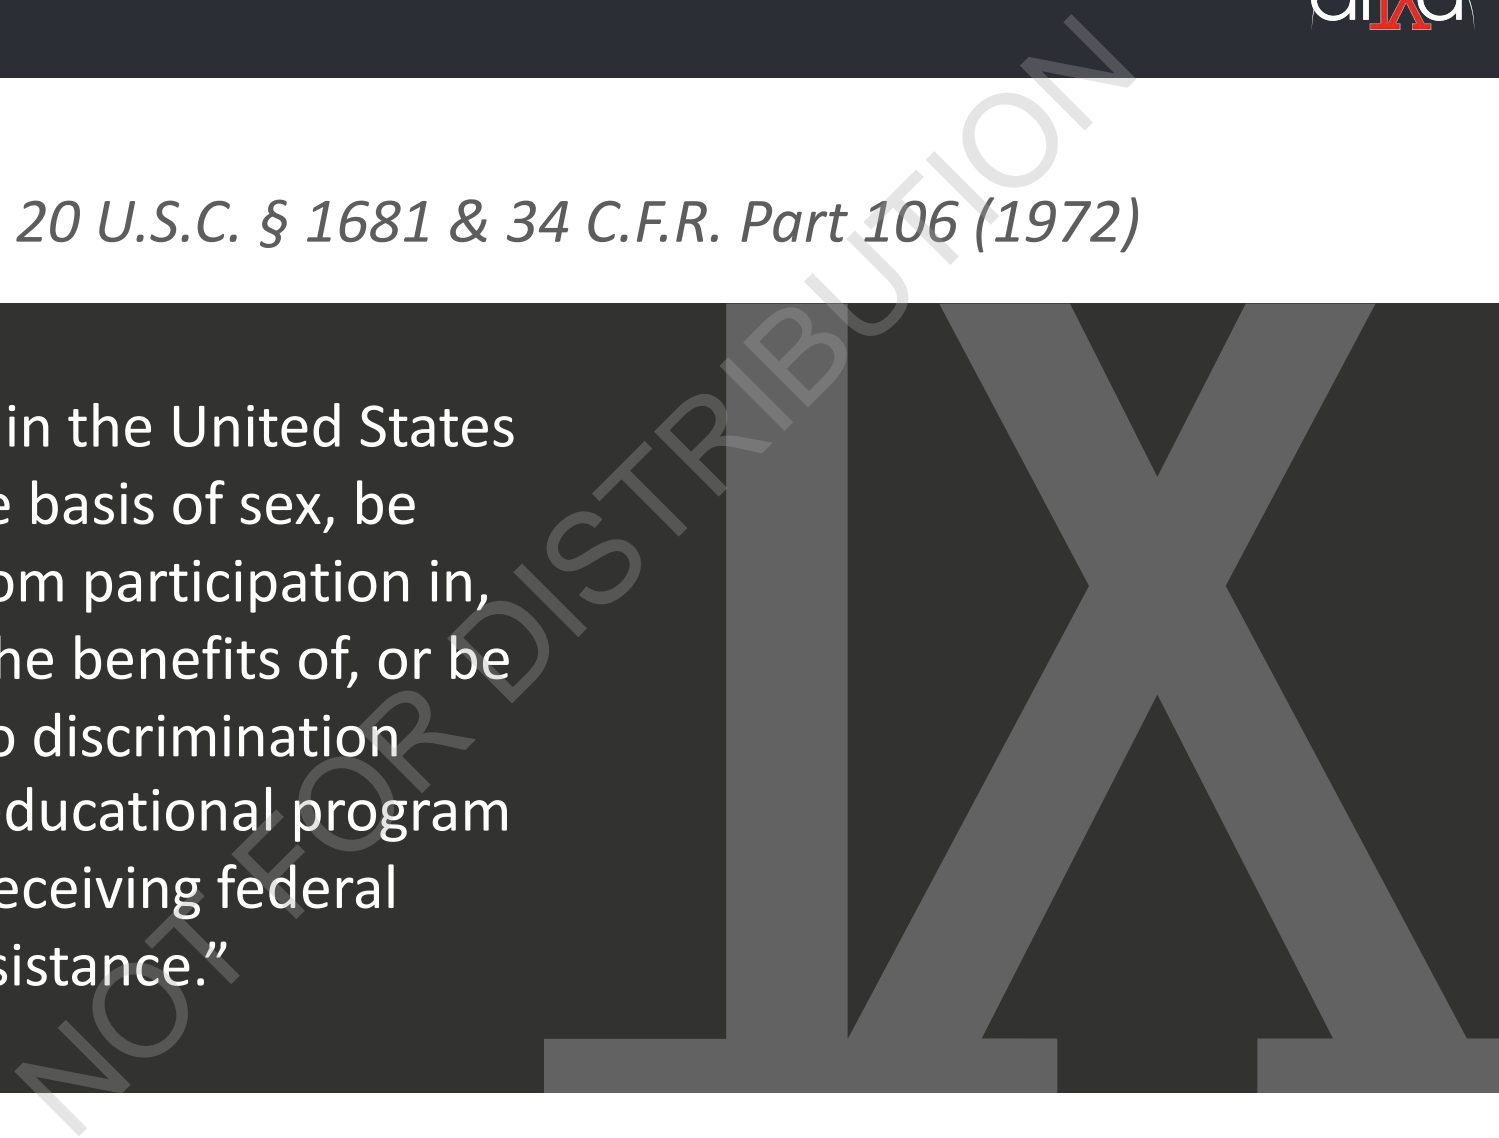 20 U.S.C. § 1681 & 34 C.F.R. Part 106 (1972)
in the United States
e basis of sex, be
om participation in,
he benefits of, or be
o discrimination
educational program
eceiving federal
sistance.”
IX
NOT FOR DISTRIBUTION